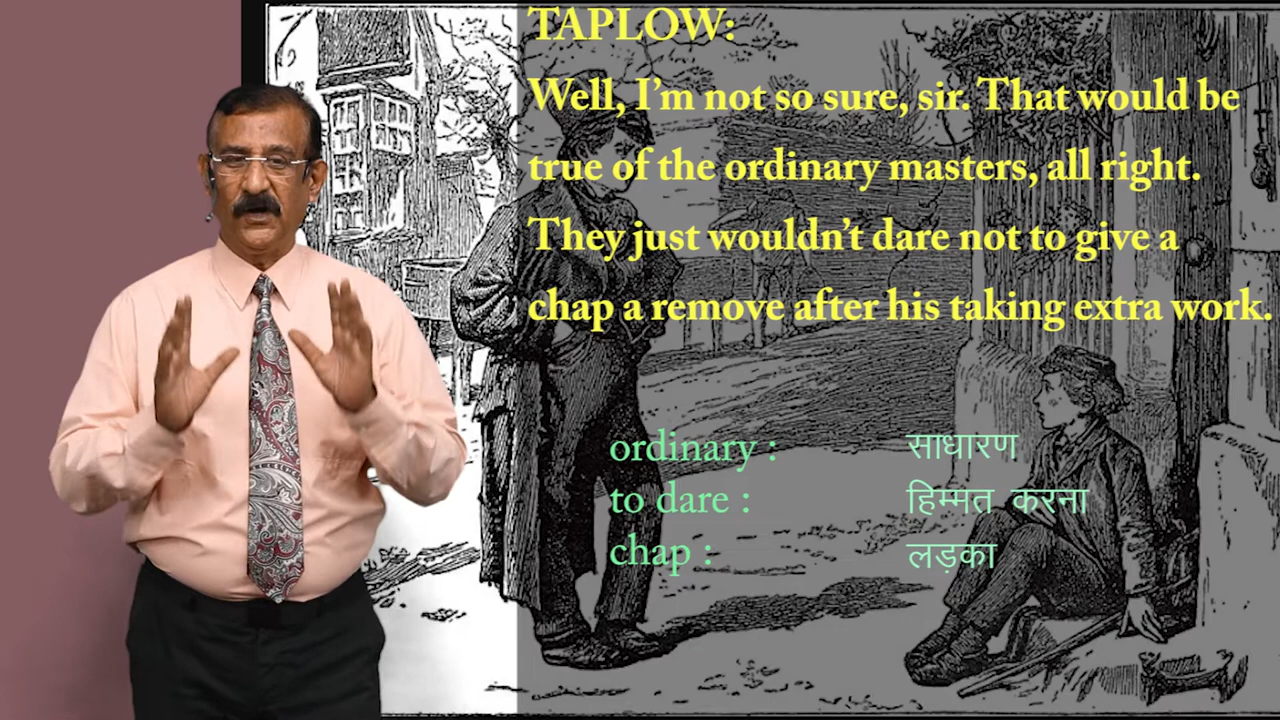 TAPLOW:
Well, I'm not so sure, sir. That would be
true of the ordinary masters, all right.
They just wouldn't dare not to give a
chap a remove after his taking extra work.
ordinary : साधारण
to dare : हिम्मत करना
chap : लड़का